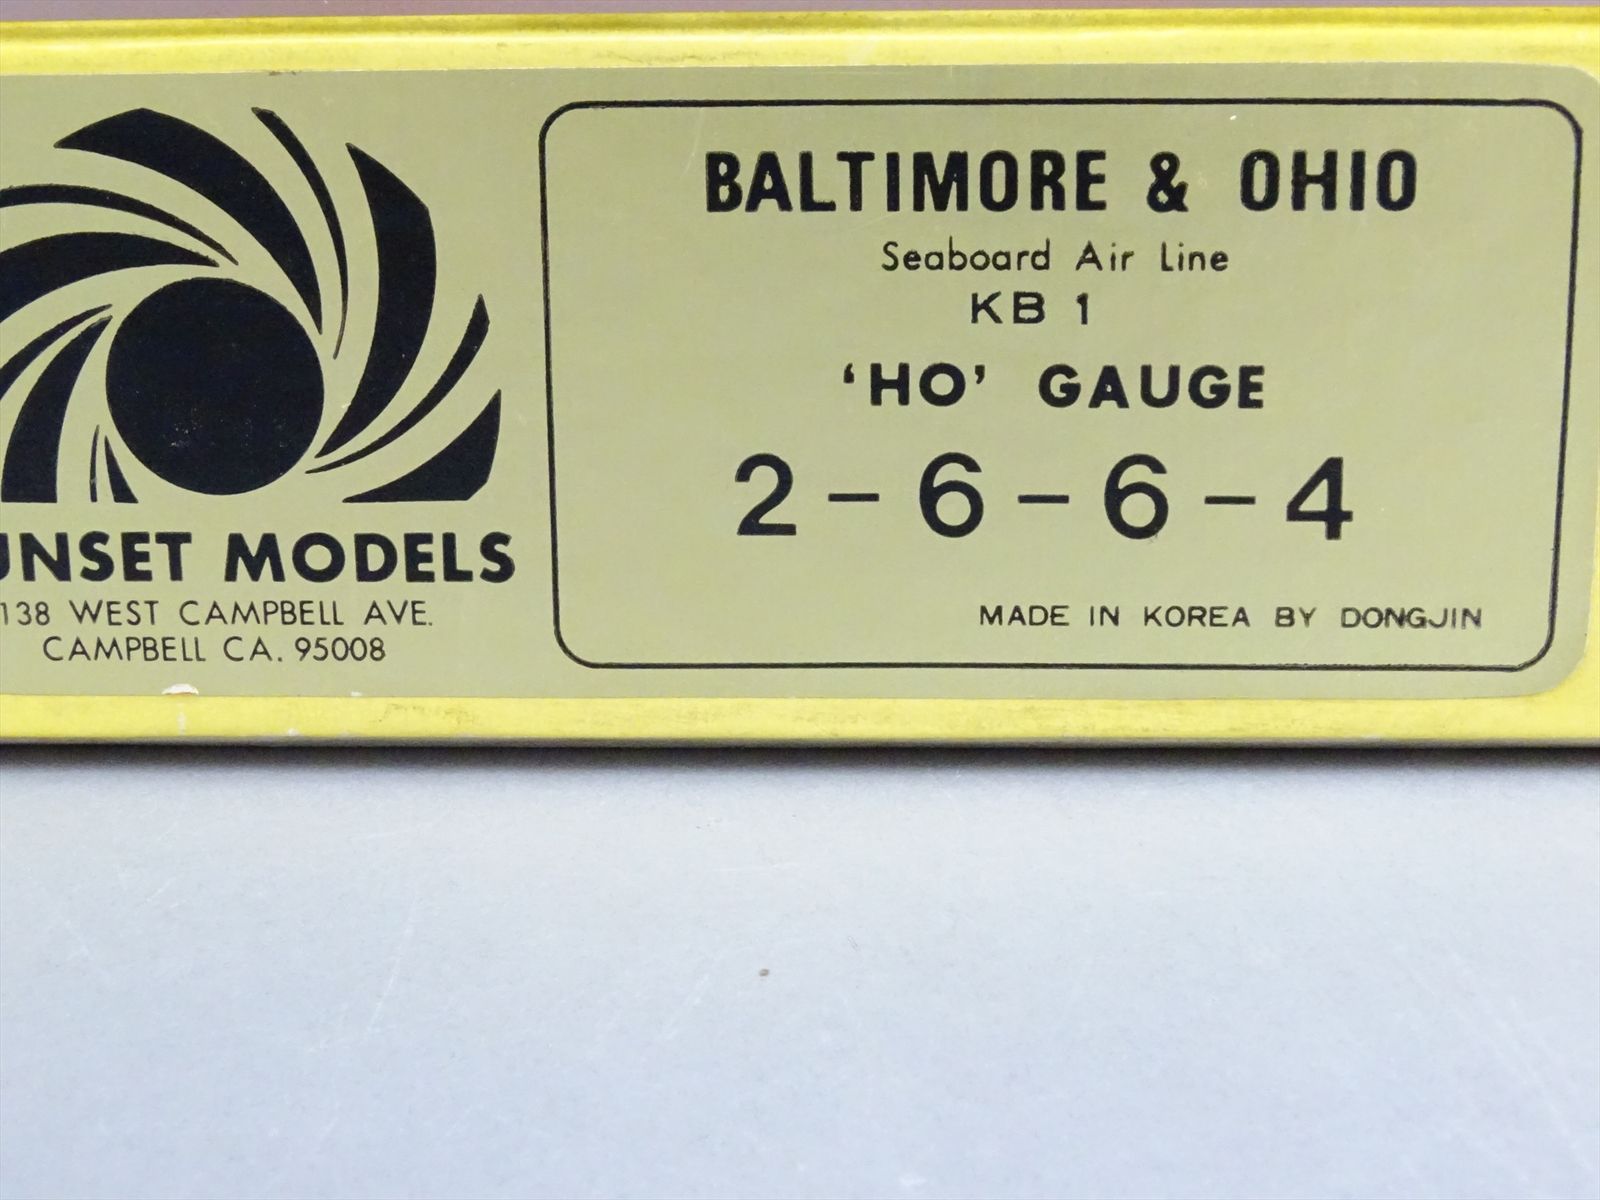 UNSET MODELS
138 WEST CAMPBELL AVE.
CAMPBELL CA. 95008
BALTIMORE & OHIO
Seaboard Air Line
KB 1
'HO' GAUGE
2-6-6-4
MADE IN KOREA BY DONGJIN